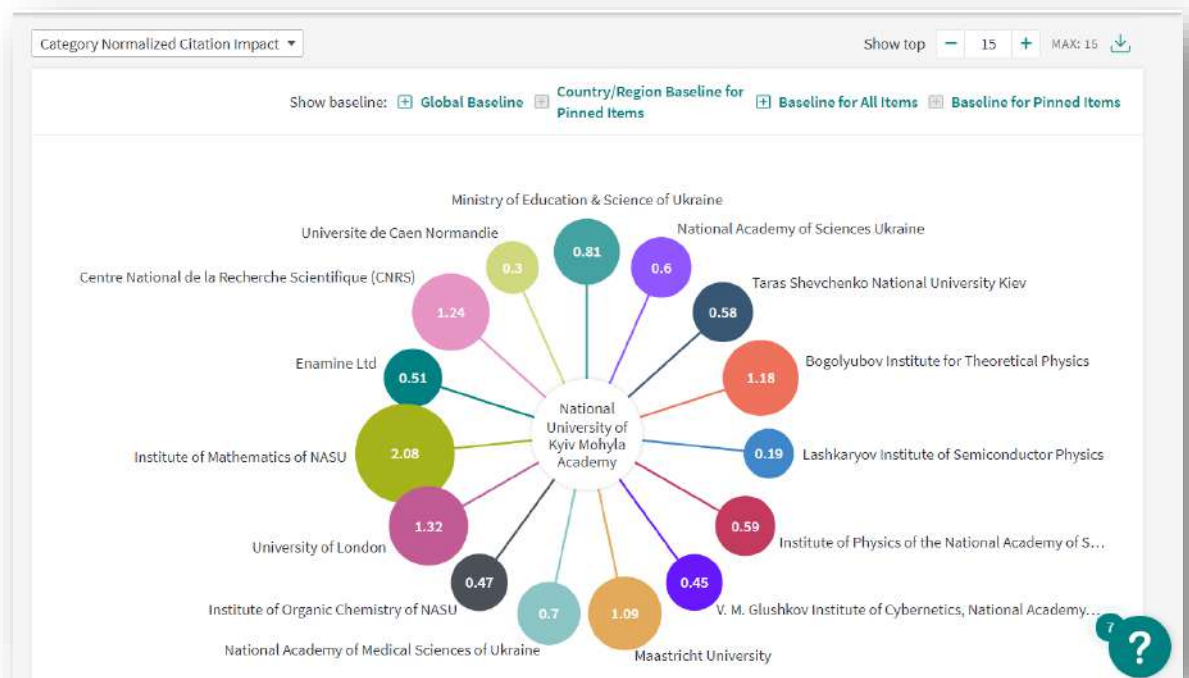 Category Normalized Citation Impact
Show top − 15 + MAX: 15
Show baseline: Global Baseline Country/Region Baseline for Pinned Items Baseline for All Items Baseline for Pinned Items
Ministry of Education & Science of Ukraine
0.81
National Academy of Sciences Ukraine
0.6
Taras Shevchenko National University Kiev
0.58
Bogolyubov Institute for Theoretical Physics
1.18
Lashkaryov Institute of Semiconductor Physics
0.19
Institute of Physics of the National Academy of S...
0.59
V. M. Glushkov Institute of Cybernetics, National Academy...
0.45
Maastricht University
1.09
National Academy of Medical Sciences of Ukraine
0.7
Institute of Organic Chemistry of NASU
0.47
University of London
1.32
Institute of Mathematics of NASU
2.08
Enamine Ltd
0.51
Centre National de la Recherche Scientifique (CNRS)
1.24
Universite de Caen Normandie
0.3
National
University of
Kyiv Mohyla
Academy
7
?